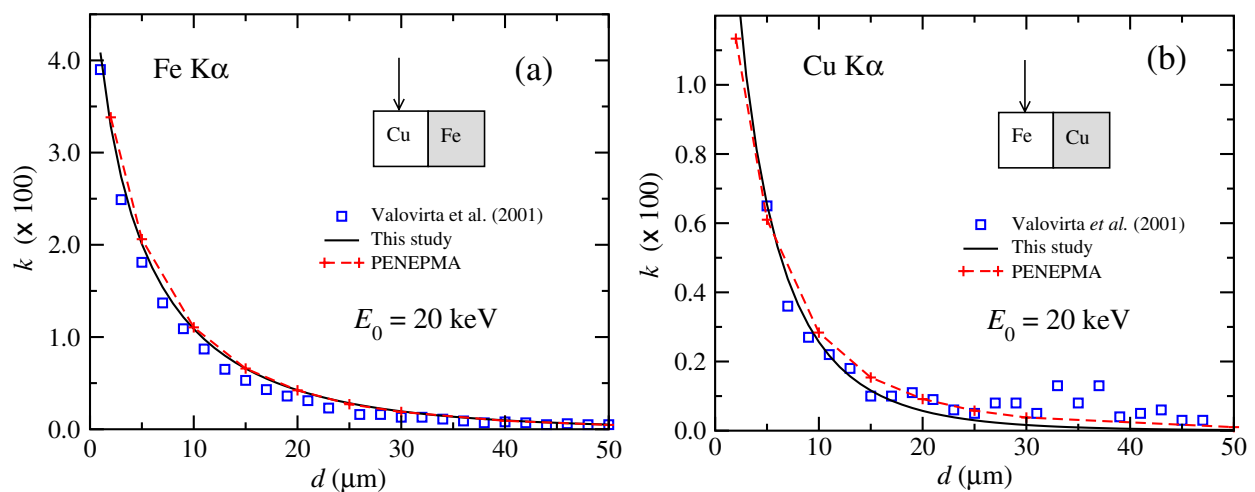 4.0
3.0
2.0
1.0
0.0
k (x 100)
Fe Kα
(a)
Cu Fe
Valovirta et al. (2001)
This study
PENEPMA
E0 = 20 keV
0 10 20 30 40 50
d (μm)
1.0
0.8
0.6
0.4
0.2
0.0
k (x 100)
Cu Kα
(b)
Fe Cu
Valovirta et al. (2001)
This study
PENEPMA
E0 = 20 keV
0 10 20 30 40 50
d (μm)